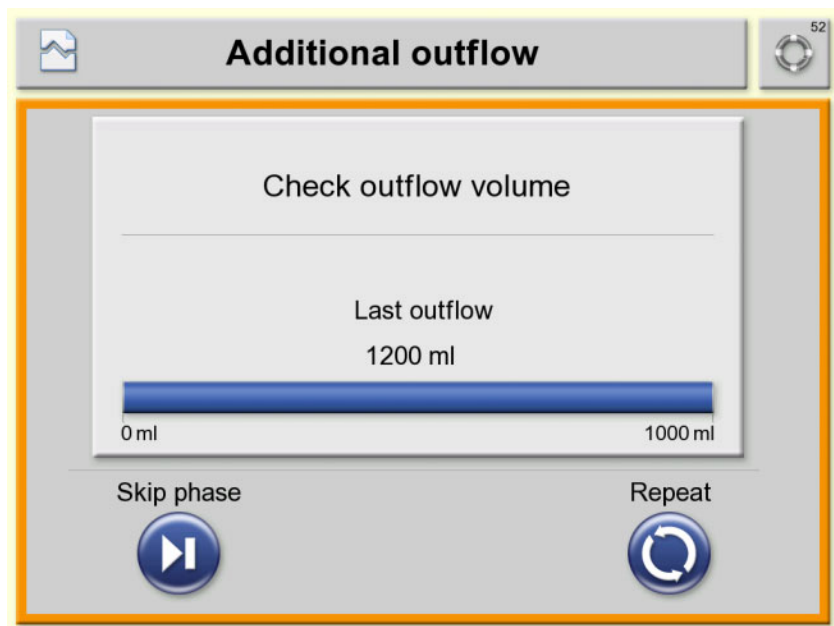 Additional outflow
52
Check outflow volume
Last outflow
1200 ml
0 ml
1000 ml
Skip phase
Repeat